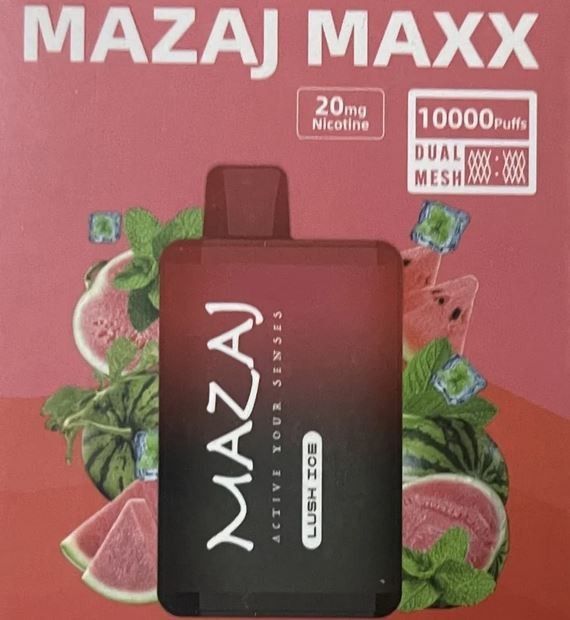 MAZAJ MAXX
20mg
Nicotine
10000Puffs
DUAL
MESH
MAZAJ
ACTIVE YOUR SENSES
LUSH ICE